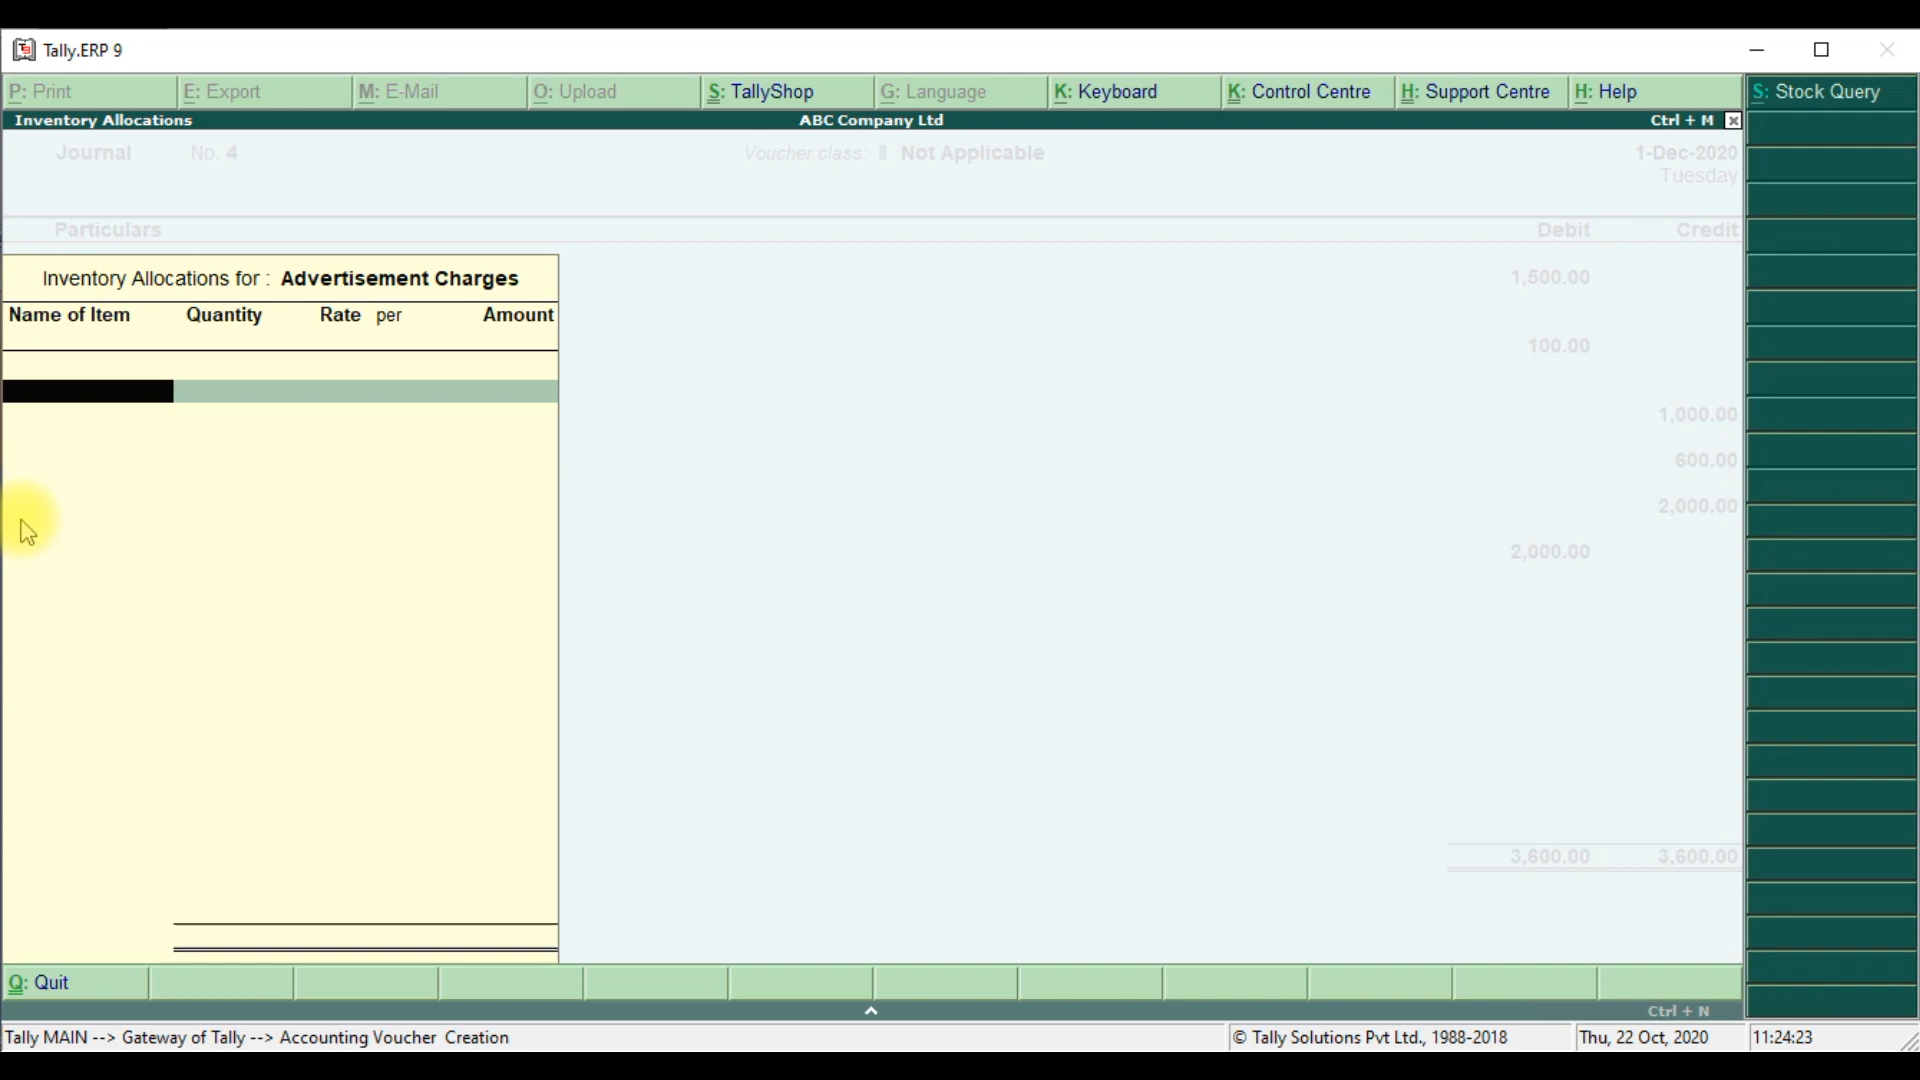 Tally.ERP 9
P: Print E: Export M: E-Mail O: Upload S: TallyShop G: Language K: Keyboard K: Control Centre H: Support Centre H: Help S: Stock Query
Inventory Allocations ABC Company Ltd Ctrl + M
Journal No. 4 Voucher class: Not Applicable 1-Dec-2020
Tuesday
Particulars Debit Credit
Inventory Allocations for : Advertisement Charges 1,500.00
Name of Item Quantity Rate per Amount
100.00
1,000.00
600.00
2,000.00
2,000.00
3,600.00 3,600.00
Q: Quit
Ctrl + N
Tally MAIN --> Gateway of Tally --> Accounting Voucher Creation © Tally Solutions Pvt Ltd., 1988-2018 Thu, 22 Oct, 2020 11:24:23